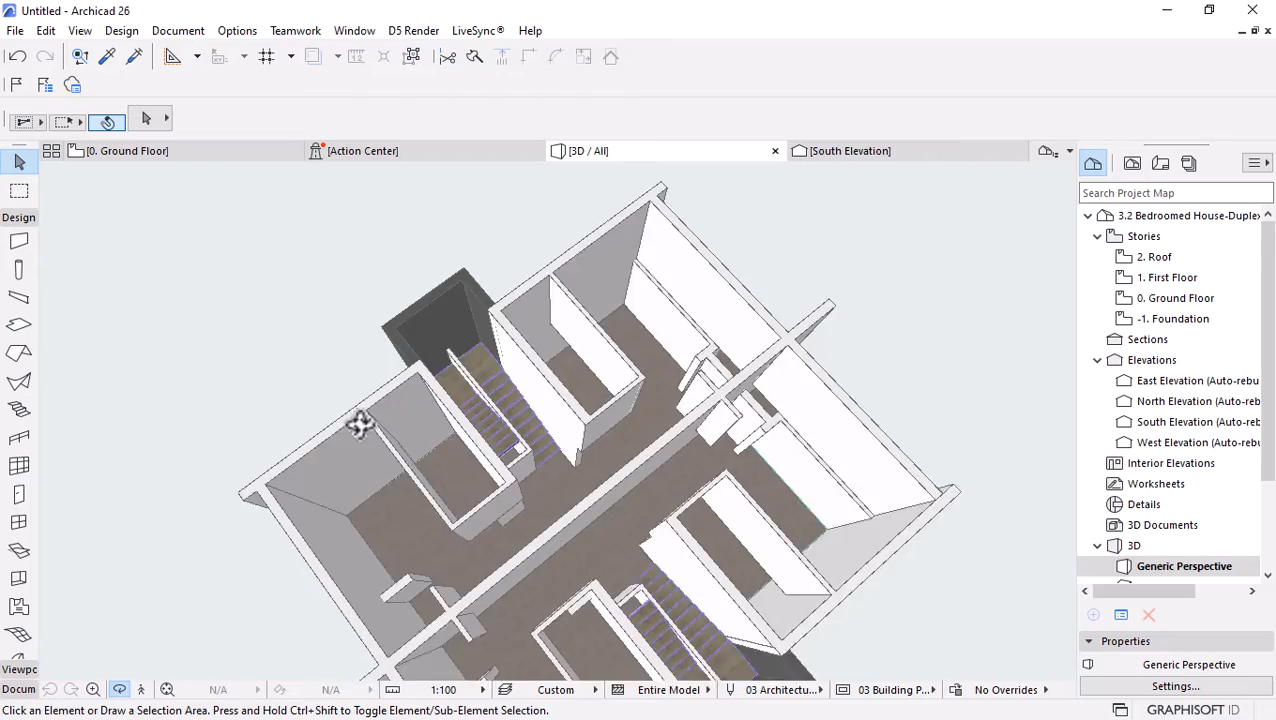 Untitled - Archicad 26
File Edit View Design Document Options Teamwork Window D5 Render LiveSync® Help
[0. Ground Floor] [Action Center] [3D / All] [South Elevation]
Search Project Map
Design
3.2 Bedroomed House-Duplex
Stories
2. Roof
1. First Floor
0. Ground Floor
-1. Foundation
Sections
Elevations
East Elevation (Auto-rebu
North Elevation (Auto-rebu
South Elevation (Auto-rebu
West Elevation (Auto-rebu
Interior Elevations
Worksheets
Details
3D Documents
3D
Generic Perspective
Properties
Viewpc
Generic Perspective
Docum
N/A N/A 1:100 Custom Entire Model 03 Architectu... 03 Building P... No Overrides
Settings...
Click an Element or Draw a Selection Area. Press and Hold Ctrl+Shift to Toggle Element/Sub-Element Selection.
GRAPHISOFT ID